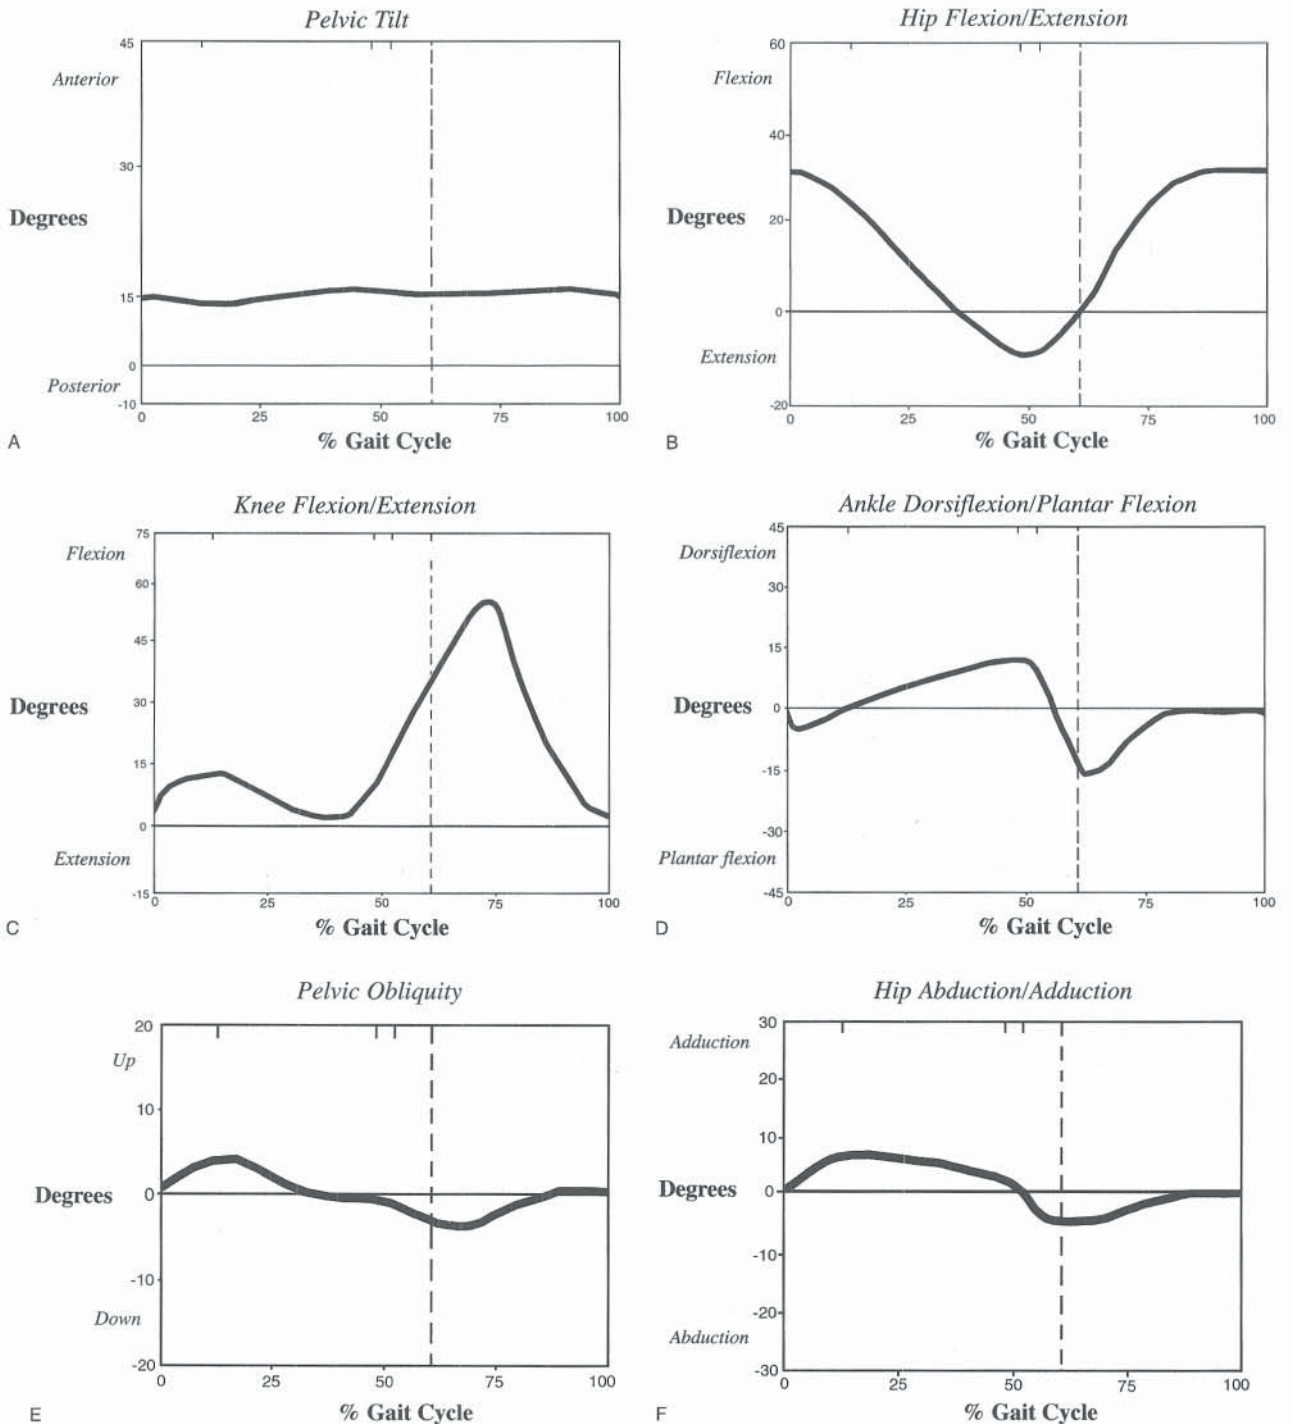 Pelvic Tilt
45
Anterior
30
Degrees
15
0
Posterior
-10
0 25 50 75 100
A % Gait Cycle
Hip Flexion/Extension
60
Flexion
40
Degrees 20
0
Extension
-20
0 25 50 75 100
B % Gait Cycle
Knee Flexion/Extension
75
Flexion
60
45
Degrees 30
15
0
Extension
-15
0 25 50 75 100
C % Gait Cycle
Ankle Dorsiflexion/Plantar Flexion
45
Dorsiflexion
30
15
Degrees 0
-15
-30
Plantar flexion
-45
0 25 50 75 100
D % Gait Cycle
Pelvic Obliquity
20
Up
10
Degrees 0
-10
Down
-20
0 25 50 75 100
E % Gait Cycle
Hip Abduction/Adduction
30
Adduction
20
10
Degrees 0
-10
-20
Abduction
-30
0 25 50 75 100
F % Gait Cycle